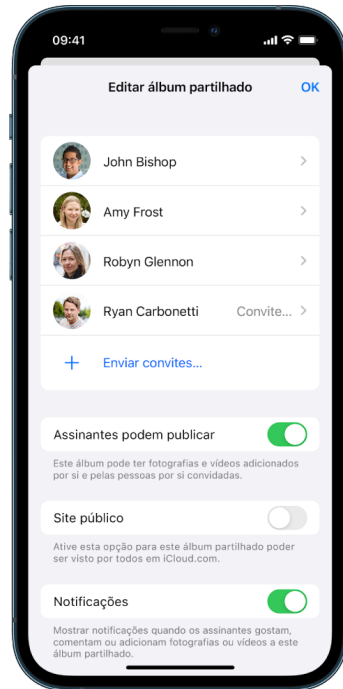 09:41
Editar álbum partilhado OK
John Bishop
Amy Frost
Robyn Glennon
Ryan Carbonetti Convite...
Enviar convites...
Assinantes podem publicar
Este álbum pode ter fotografias e vídeos adicionados
por si e pelas pessoas por si convidadas.
Site público
Ative esta opção para este álbum partilhado poder
ser visto por todos em iCloud.com.
Notificações
Mostrar notificações quando os assinantes gostam,
comentam ou adicionam fotografias ou vídeos a este
álbum partilhado.